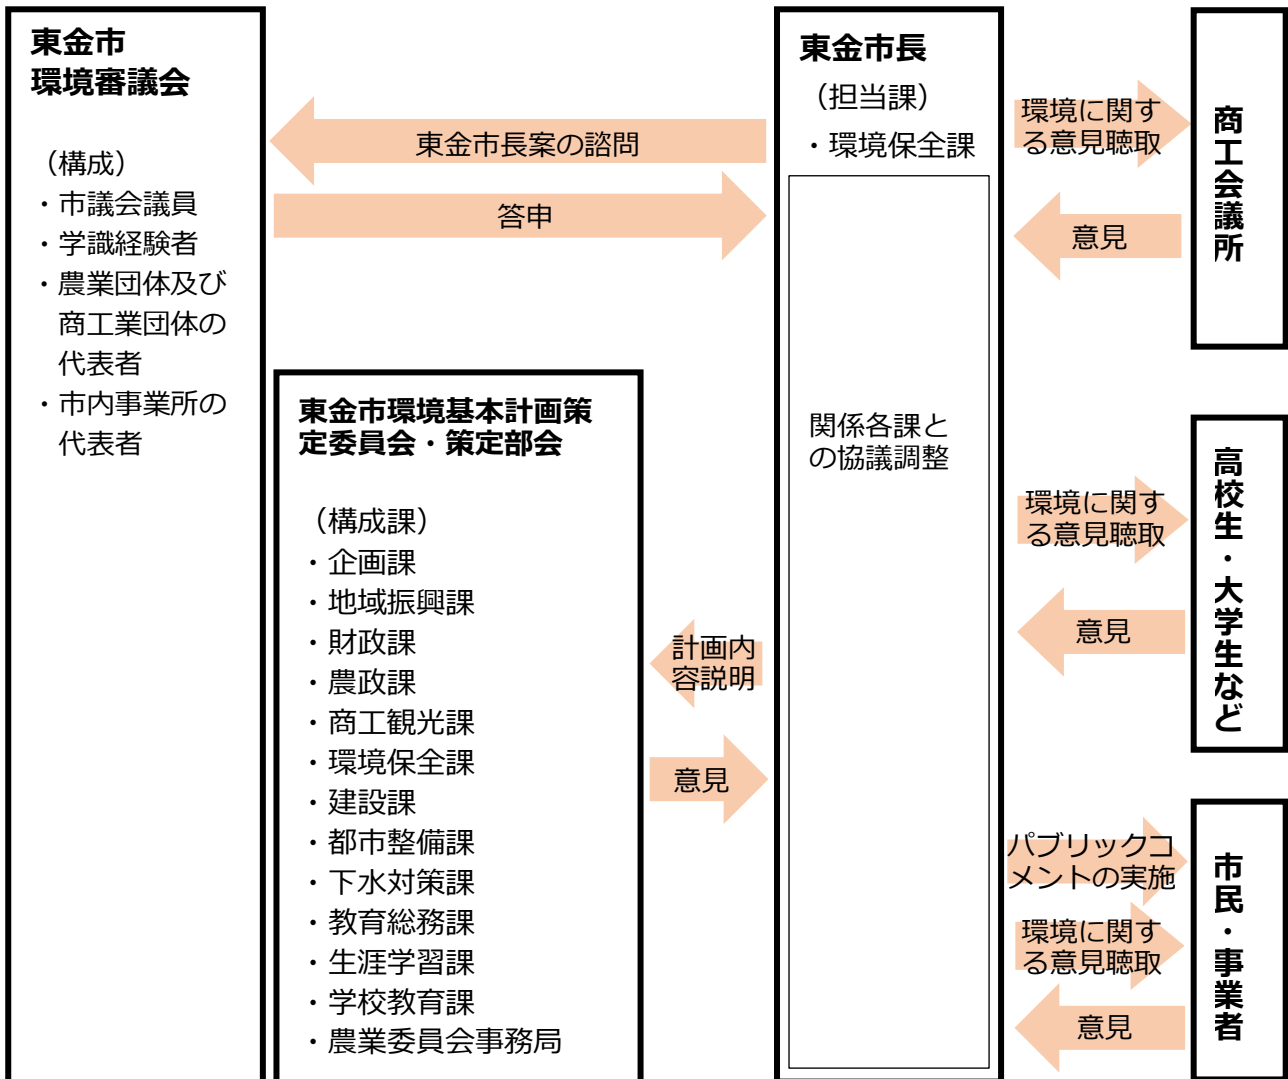 東金市
環境審議会
（構成）
・市議会議員
・学識経験者
・農業団体及び
商工業団体の
代表者
・市内事業所の
代表者
東金市長案の諮問
答申
東金市環境基本計画策
定委員会・策定部会
（構成課）
・企画課
・地域振興課
・財政課
・農政課
・商工観光課
・環境保全課
・建設課
・都市整備課
・下水対策課
・教育総務課
・生涯学習課
・学校教育課
・農業委員会事務局
計画内
容説明
意見
東金市長
（担当課）
・環境保全課
関係各課と
の協議調整
環境に関す
る意見聴取
意見
商工会議所
環境に関す
る意見聴取
意見
高校生・大学生など
パブリックコ
メントの実施
環境に関す
る意見聴取
意見
市民・事業者